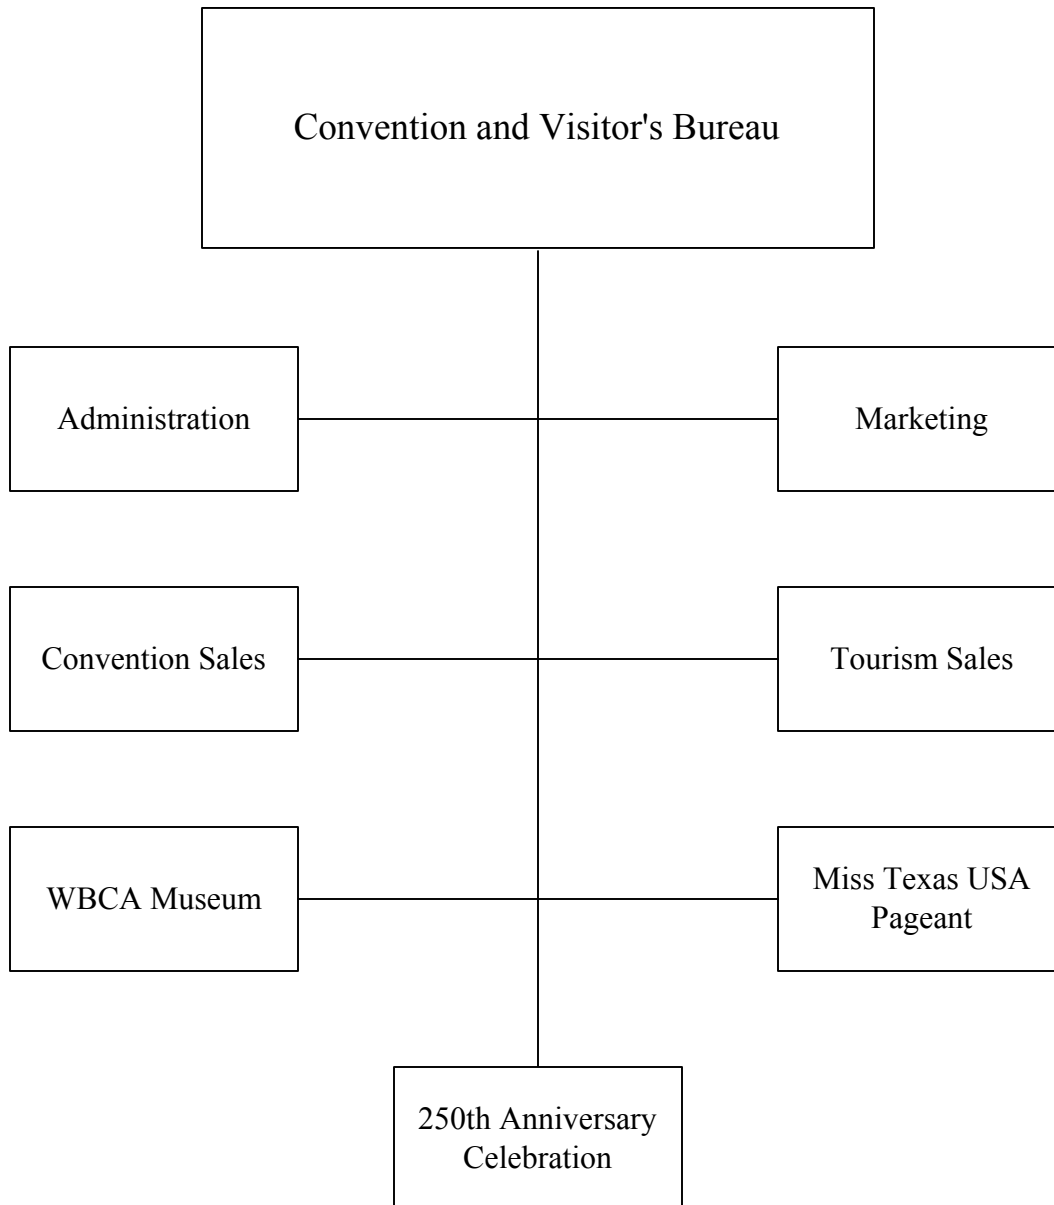 Convention and Visitor's Bureau
Administration
Marketing
Convention Sales
Tourism Sales
WBCA Museum
Miss Texas USA
Pageant
250th Anniversary
Celebration